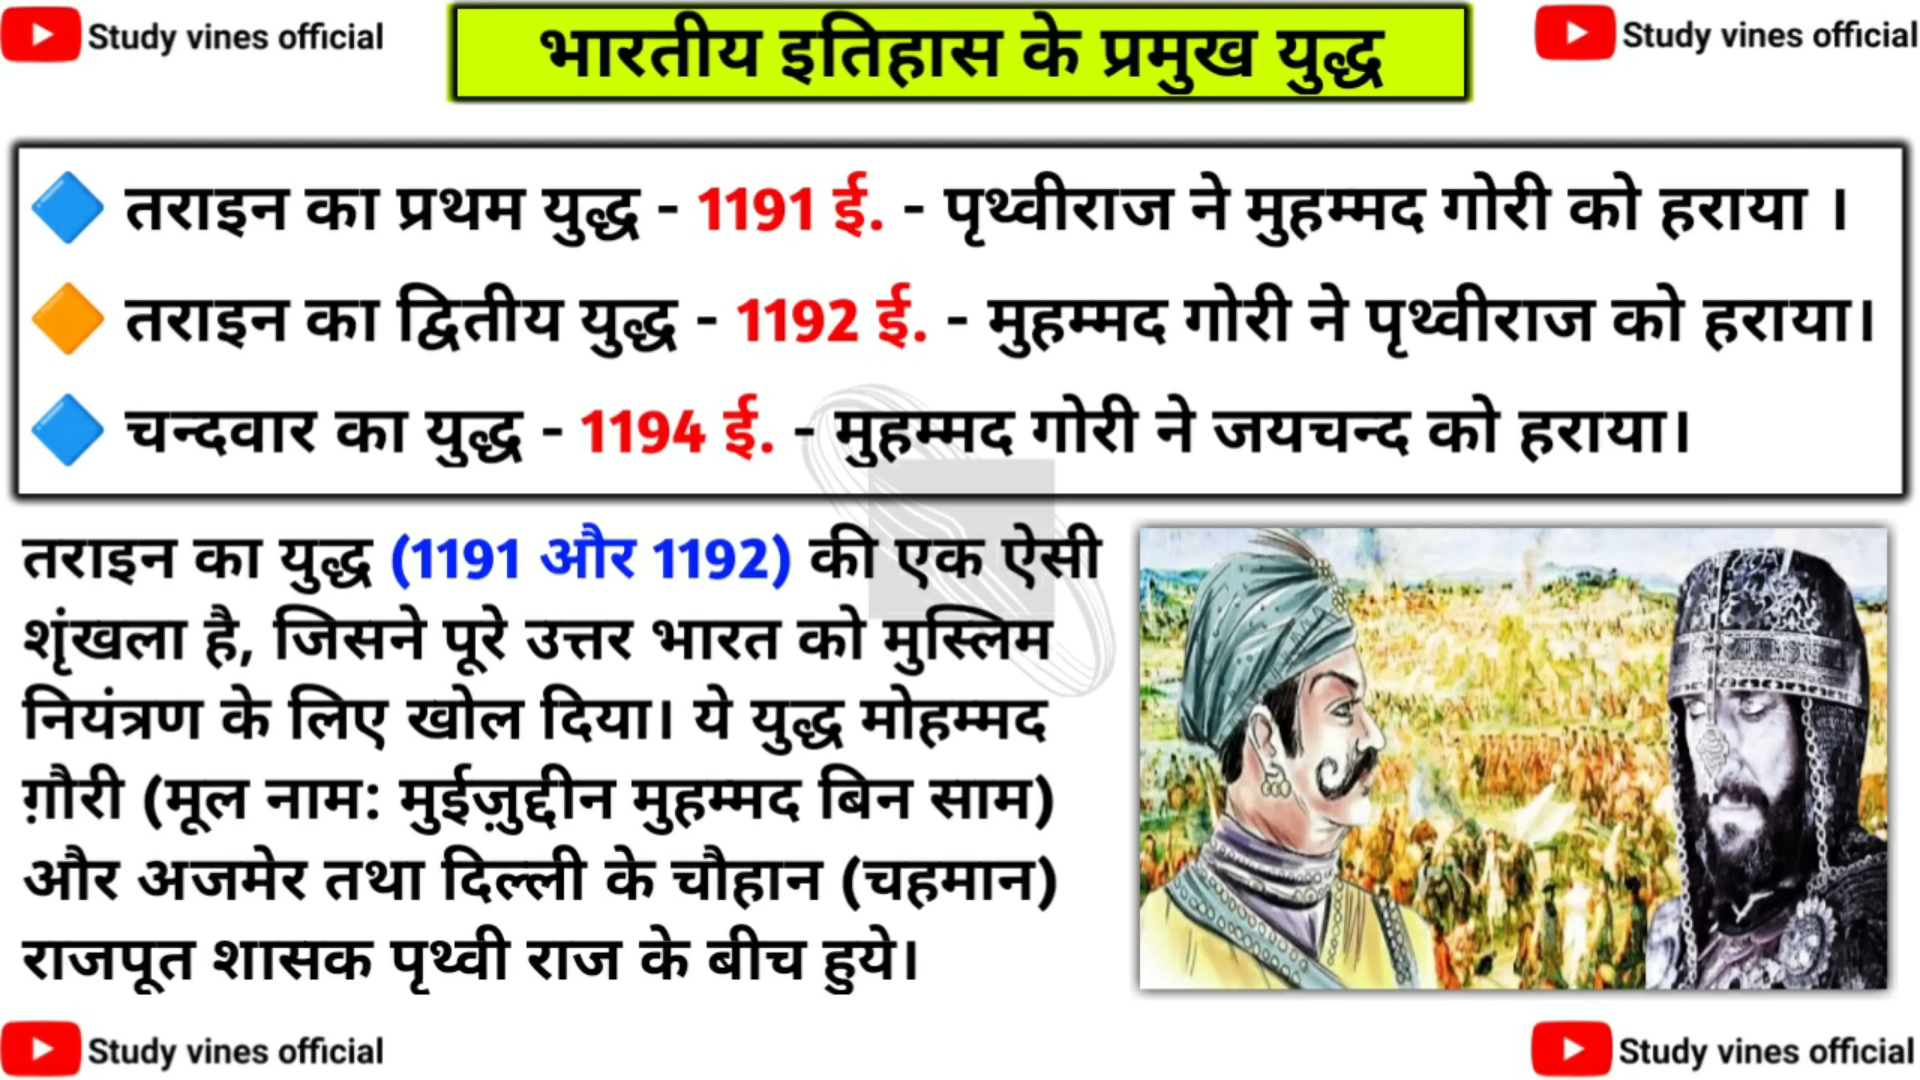 Study vines official
भारतीय इतिहास के प्रमुख युद्ध
Study vines official
तराइन का प्रथम युद्ध - 1191 ई. - पृथ्वीराज ने मुहम्मद गोरी को हराया ।
तराइन का द्वितीय युद्ध - 1192 ई. - मुहम्मद गोरी ने पृथ्वीराज को हराया।
चन्दवार का युद्ध - 1194 ई. - मुहम्मद गोरी ने जयचन्द को हराया।
तराइन का युद्ध (1191 और 1192) की एक ऐसी
शृंखला है, जिसने पूरे उत्तर भारत को मुस्लिम
नियंत्रण के लिए खोल दिया। ये युद्ध मोहम्मद
ग़ौरी (मूल नाम: मुईज़ुद्दीन मुहम्मद बिन साम)
और अजमेर तथा दिल्ली के चौहान (चहमान)
राजपूत शासक पृथ्वी राज के बीच हुये।
Study vines official
Study vines official